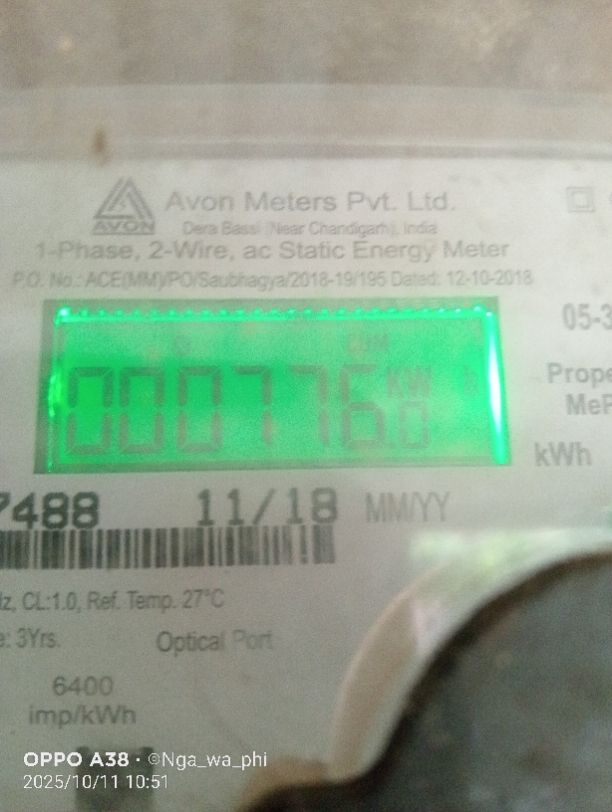 AVON
Avon Meters Pvt. Ltd.
Dera Bassi (Near Chandigarh), India
1-Phase, 2-Wire, ac Static Energy Meter
P.O. No.: ACE(MM)/PO/Saubhagya/2018-19/195 Dated: 12-10-2018
05-3
CUM
000776.0 KW h
Prope
MeP
kWh
7488 11/18 MM/YY
Iz, CL:1.0, Ref. Temp. 27°C
e: 3Yrs. Optical Port
6400
imp/kWh
OPPO A38 · ©Nga_wa_phi
2025/10/11 10:51